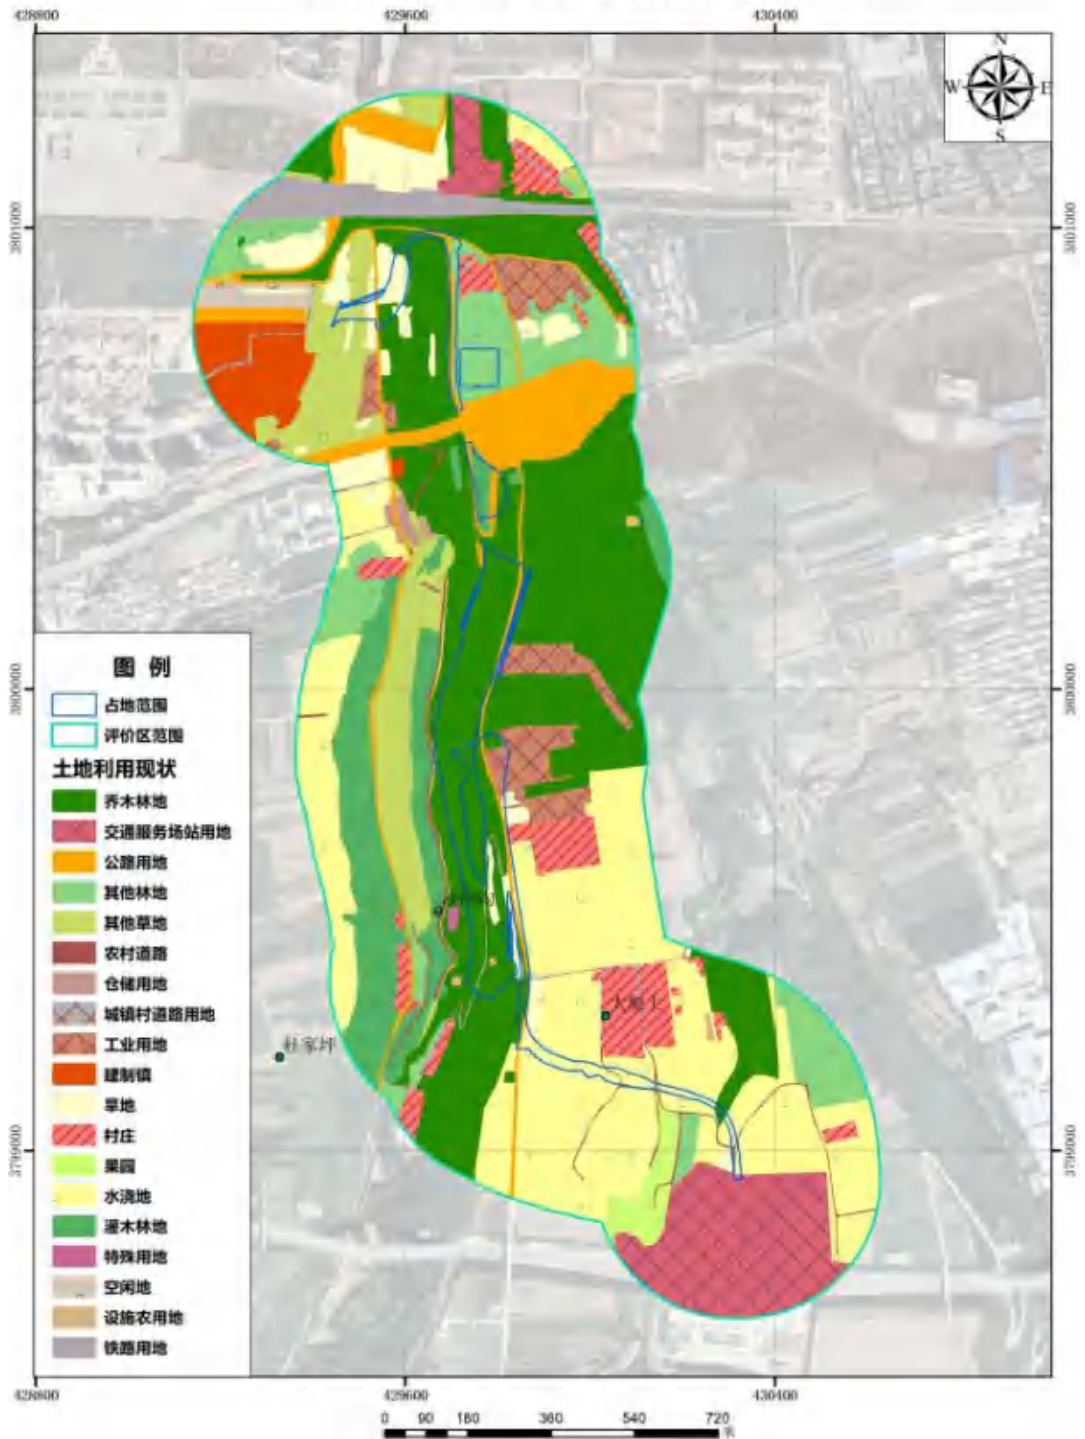 428800 429600 430400
N
W E
S
3801000 3801000
3800000 3800000
图 例
占地范围
评价区范围
土地利用现状
乔木林地
交通服务场站用地
公路用地
其他林地
其他草地
农村道路
仓储用地
城镇村道路用地
工业用地
建制镇
旱地
村庄
果园
水浇地
灌木林地
特殊用地
空闲地
设施农用地
铁路用地
杜家坪
3799000 3799000
428800 429600 430400
0 90 180 360 540 720
米